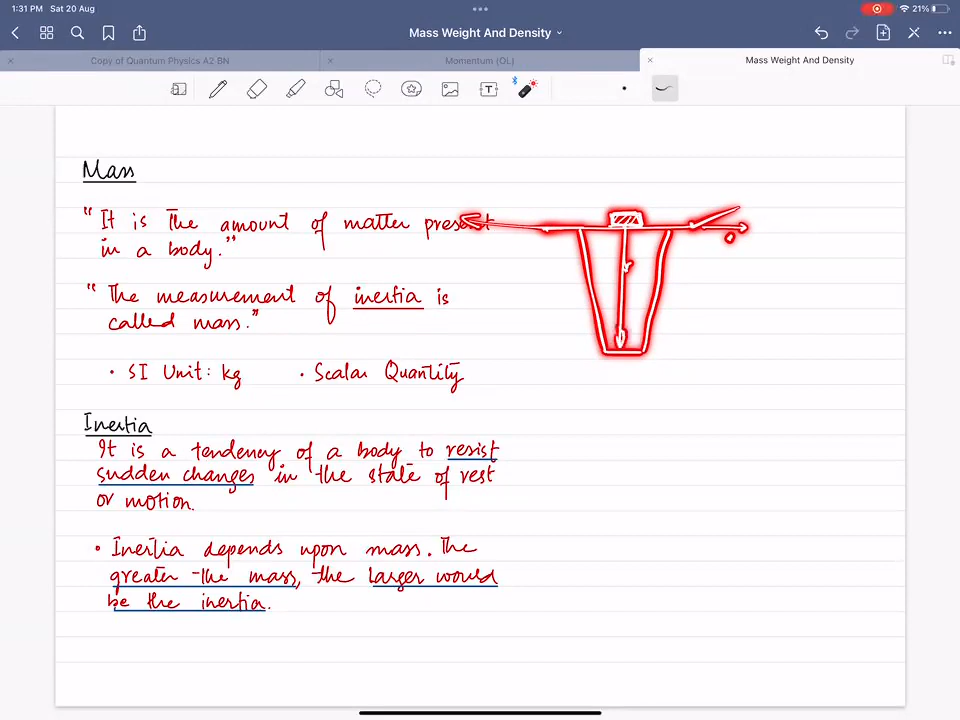 1:31 PM Sat 20 Aug
21%
Mass Weight And Density
Copy of Quantum Physics A2 BN
Momentum (OL)
Mass Weight And Density
T
Mass
"It is the amount of matter present
in a body."
"The measurement of inertia is
called mass."
• SI Unit: kg • Scalar Quantity
Inertia
It is a tendency of a body to resist
sudden changes in the state of rest
or motion.
• Inertia depends upon mass. The
greater the mass, the larger would
be the inertia.